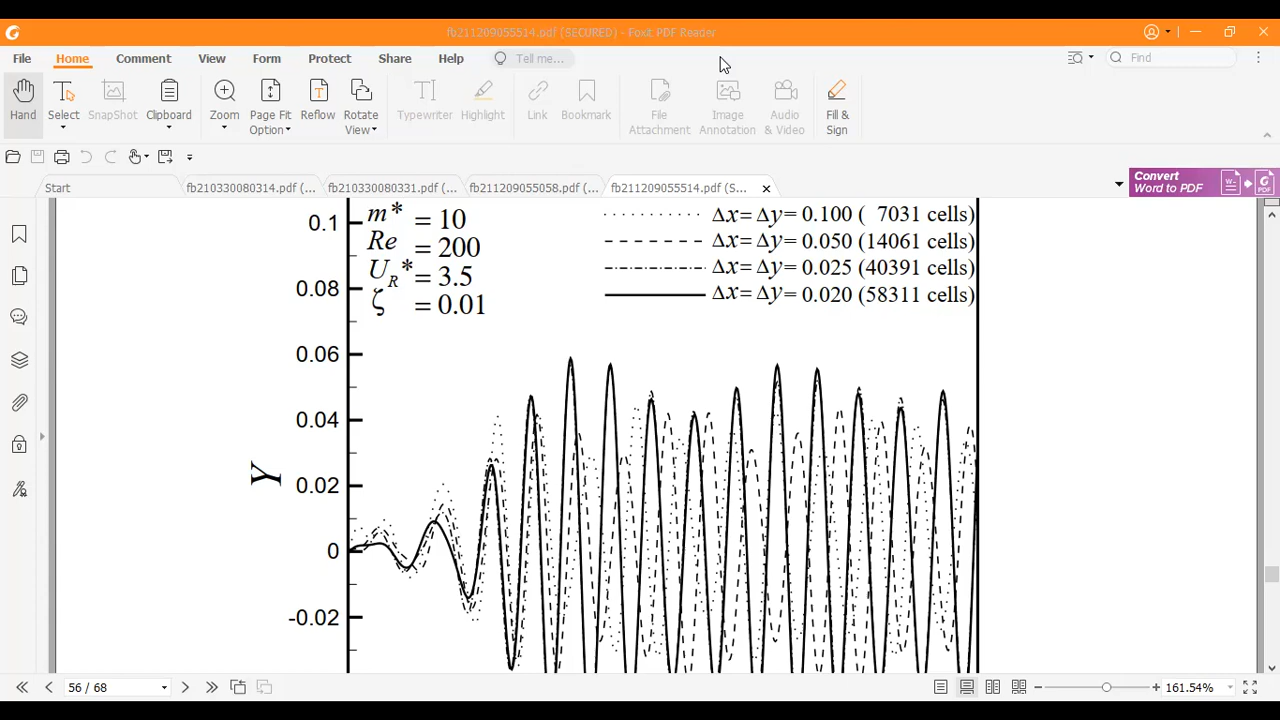 fb211209055514.pdf (SECURED) - Foxit PDF Reader
File Home Comment View Form Protect Share Help Tell me... Find
Hand Select SnapShot Clipboard Zoom Page Fit Option Reflow Rotate View Typewriter Highlight Link Bookmark File Attachment Image Annotation Audio & Video Fill & Sign
Start fb210330080314.pdf (... fb210330080331.pdf (... fb211209055058.pdf (... fb211209055514.pdf (S... Convert Word to PDF
m* = 10
Re = 200
U_R* = 3.5
ζ = 0.01
Δx= Δy= 0.100 ( 7031 cells)
Δx= Δy= 0.050 (14061 cells)
Δx= Δy= 0.025 (40391 cells)
Δx= Δy= 0.020 (58311 cells)
0.1
0.08
0.06
0.04
Y
0.02
0
-0.02
56 / 68 161.54%